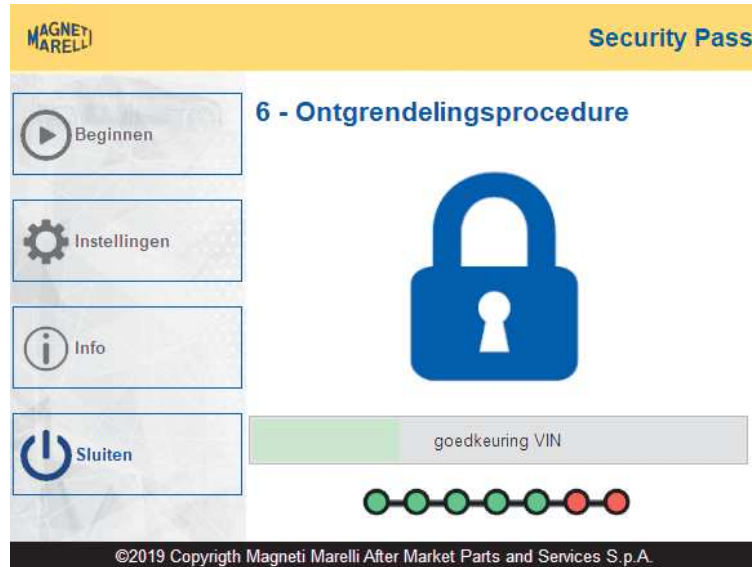 MAGNETI
MARELLI
Security Pass
Beginnen
Instellingen
Info
Sluiten
6 - Ontgrendelingsprocedure
goedkeuring VIN
©2019 Copyrigth Magneti Marelli After Market Parts and Services S.p.A.